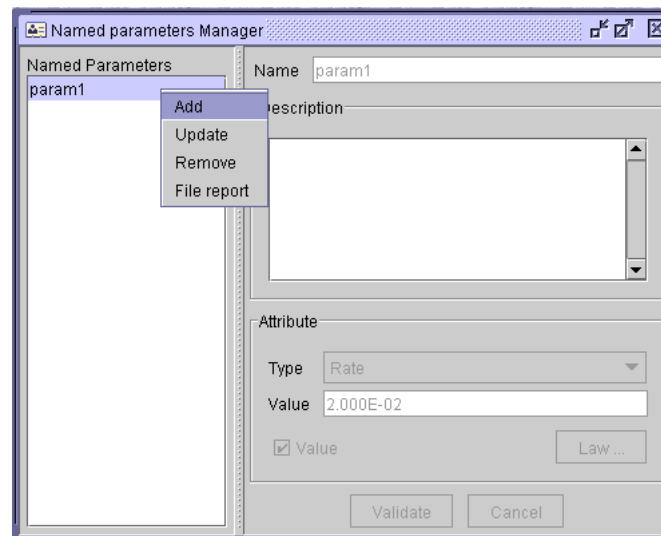 Named parameters Manager
Named Parameters
param1
Add
Update
Remove
File report
Name param1
Description
Attribute
Type Rate
Value 2.000E-02
Value Law ...
Validate Cancel